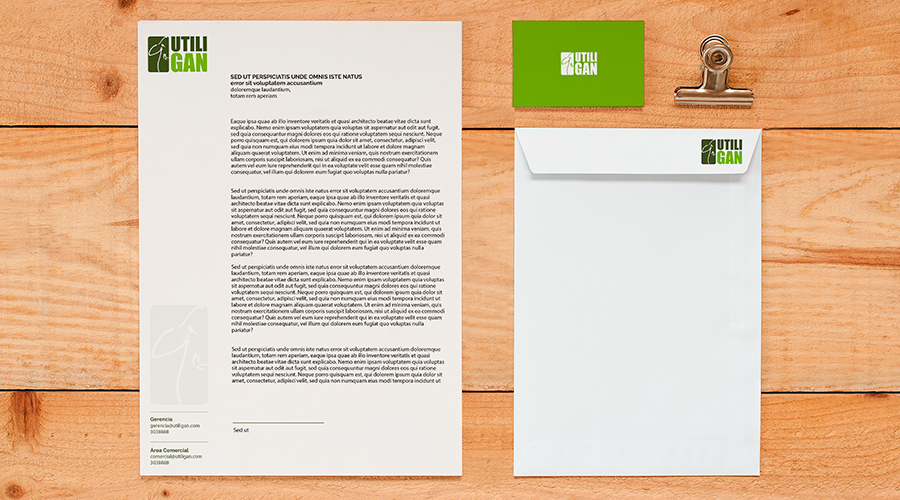 UTILI
GAN
SED UT PERSPICIATIS UNDE OMNIS ISTE NATUS
error sit voluptatem accusantium
doloremque laudantium,
totam rem aperiam
Eaque ipsa quae ab illo inventore veritatis et quasi architecto beatae vitae dicta sunt
explicabo. Nemo enim ipsam voluptatem quia voluptas sit aspernatur aut odit aut fugit,
sed quia consequuntur magni dolores eos qui ratione voluptatem sequi nesciunt. Neque
porro quisquam est, qui dolorem ipsum quia dolor sit amet, consectetur, adipisci velit,
sed quia non numquam eius modi tempora incidunt ut labore et dolore magnam
aliquam quaerat voluptatem. Ut enim ad minima veniam, quis nostrum exercitationem
ullam corporis suscipit laboriosam, nisi ut aliquid ex ea commodi consequatur? Quis
autem vel eum iure reprehenderit qui in ea voluptate velit esse quam nihil molestiae
consequatur, vel illum qui dolorem eum fugiat quo voluptas nulla pariatur?
Sed ut perspiciatis unde omnis iste natus error sit voluptatem accusantium doloremque
laudantium, totam rem aperiam, eaque ipsa quae ab illo inventore veritatis et quasi
architecto beatae vitae dicta sunt explicabo. Nemo enim ipsam voluptatem quia voluptas
sit aspernatur aut odit aut fugit, sed quia consequuntur magni dolores eos qui ratione
voluptatem sequi nesciunt. Neque porro quisquam est, qui dolorem ipsum quia dolor sit
amet, consectetur, adipisci velit, sed quia non numquam eius modi tempora incidunt ut
labore et dolore magnam aliquam quaerat voluptatem. Ut enim ad minima veniam, quis
nostrum exercitationem ullam corporis suscipit laboriosam, nisi ut aliquid ex ea commodi
consequatur? Quis autem vel eum iure reprehenderit qui in ea voluptate velit esse quam
nihil molestiae consequatur, vel illum qui dolorem eum fugiat quo voluptas nulla
pariatur?
Sed ut perspiciatis unde omnis iste natus error sit voluptatem accusantium doloremque
laudantium, totam rem aperiam, eaque ipsa quae ab illo inventore veritatis et quasi
architecto beatae vitae dicta sunt explicabo. Nemo enim ipsam voluptatem quia voluptas
sit aspernatur aut odit aut fugit, sed quia consequuntur magni dolores eos qui ratione
voluptatem sequi nesciunt. Neque porro quisquam est, qui dolorem ipsum quia dolor sit
amet, consectetur, adipisci velit, sed quia non numquam eius modi tempora incidunt ut
labore et dolore magnam aliquam quaerat voluptatem. Ut enim ad minima veniam, quis
nostrum exercitationem ullam corporis suscipit laboriosam, nisi ut aliquid ex ea commodi
consequatur? Quis autem vel eum iure reprehenderit qui in ea voluptate velit esse quam
nihil molestiae consequatur, vel illum qui dolorem eum fugiat quo voluptas nulla
pariatur?
Sed ut perspiciatis unde omnis iste natus error sit voluptatem accusantium doloremque
laudantium, totam rem aperiam, eaque ipsa quae ab illo inventore veritatis et quasi
architecto beatae vitae dicta sunt explicabo. Nemo enim ipsam voluptatem quia voluptas
sit aspernatur aut odit aut fugit, sed quia consequuntur magni dolores eos qui ratione
voluptatem sequi nesciunt. Neque porro quisquam est, qui dolorem ipsum quia dolor sit
amet, consectetur, adipisci velit, sed quia non numquam eius modi tempora incidunt ut
Sed ut
Gerencia
gerencia@utiligan.com
3038888
Área Comercial
comercial@utiligan.com
3038888
UTILI
GAN
UTILI
GAN